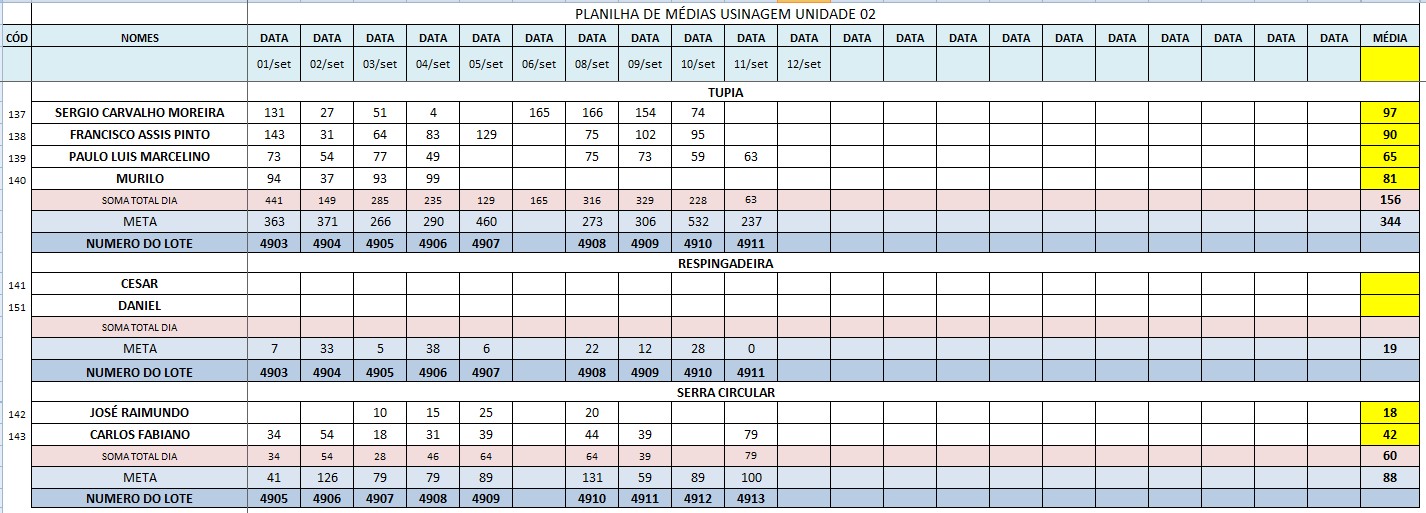 PLANILHA DE MÉDIAS USINAGEM UNIDADE 02
CÓD NOMES DATA DATA DATA DATA DATA DATA DATA DATA DATA DATA DATA DATA DATA DATA DATA DATA DATA DATA DATA DATA DATA MÉDIA
01/set 02/set 03/set 04/set 05/set 06/set 08/set 09/set 10/set 11/set 12/set
TUPIA
137 SERGIO CARVALHO MOREIRA 131 27 51 4 165 166 154 74 97
138 FRANCISCO ASSIS PINTO 143 31 64 83 129 75 102 95 90
139 PAULO LUIS MARCELINO 73 54 77 49 75 73 59 63 65
140 MURILO 94 37 93 99 81
SOMA TOTAL DIA 441 149 285 235 129 165 316 329 228 63 156
META 363 371 266 290 460 273 306 532 237 344
NUMERO DO LOTE 4903 4904 4905 4906 4907 4908 4909 4910 4911
RESPINGADEIRA
141 CESAR
151 DANIEL
SOMA TOTAL DIA
META 7 33 5 38 6 22 12 28 0 19
NUMERO DO LOTE 4903 4904 4905 4906 4907 4908 4909 4910 4911
SERRA CIRCULAR
142 JOSÉ RAIMUNDO 10 15 25 20 18
143 CARLOS FABIANO 34 54 18 31 39 44 39 79 42
SOMA TOTAL DIA 34 54 28 46 64 64 39 79 60
META 41 126 79 79 89 131 59 89 100 88
NUMERO DO LOTE 4905 4906 4907 4908 4909 4910 4911 4912 4913